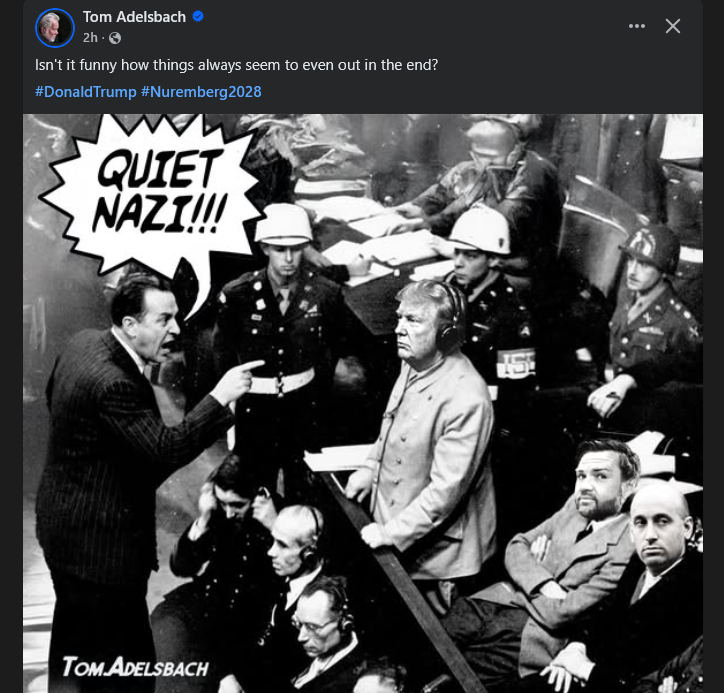 Tom Adelsbach
2h
Isn't it funny how things always seem to even out in the end?
#DonaldTrump #Nuremberg2028
QUIET
NAZI!!!
TOM.ADELSBACH